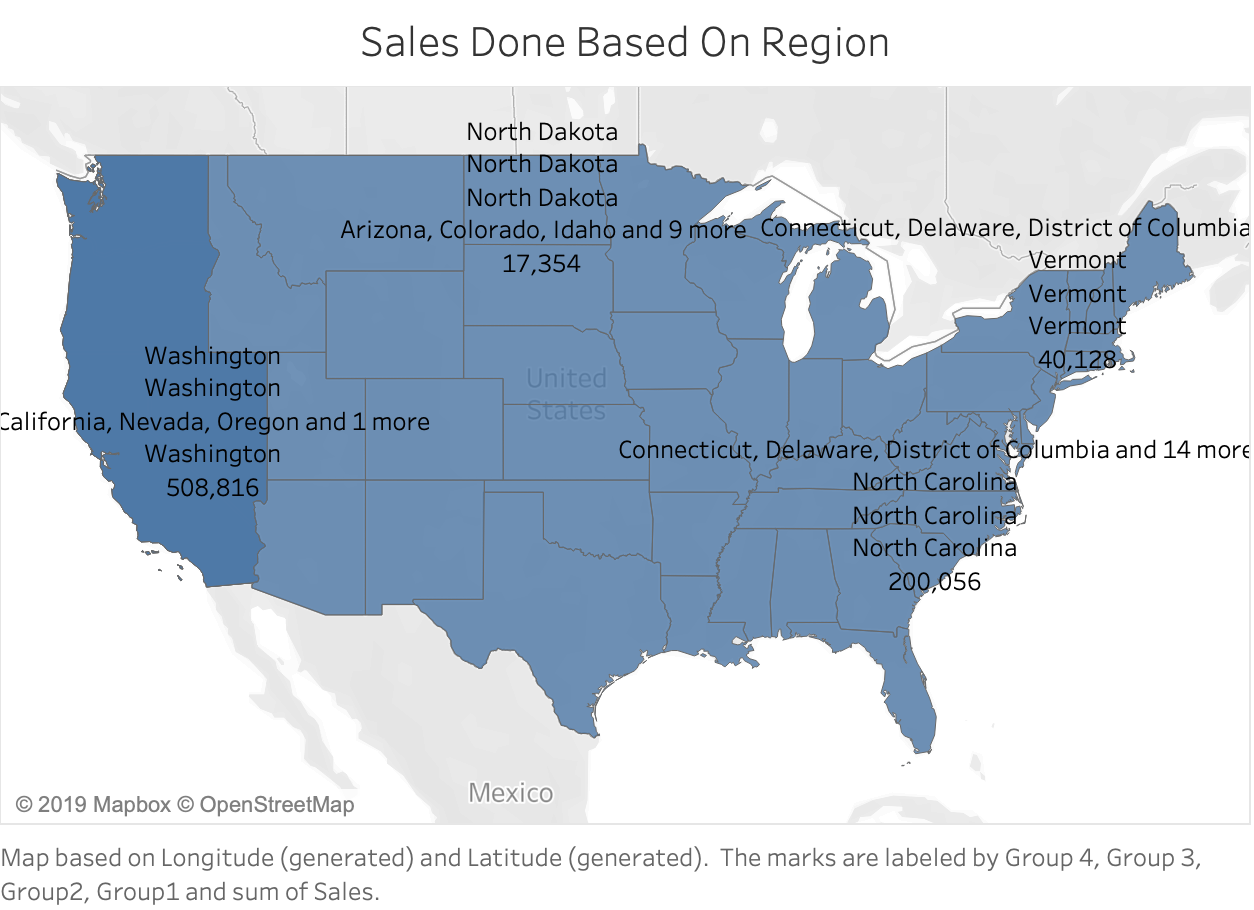 Sales Done Based On Region
North Dakota
North Dakota
North Dakota
Arizona, Colorado, Idaho and 9 more
17,354
Connecticut, Delaware, District of Columbia
Vermont
Vermont
Vermont
40,128
Washington
Washington
California, Nevada, Oregon and 1 more
Washington
508,816
United
States
Connecticut, Delaware, District of Columbia and 14 more
North Carolina
North Carolina
North Carolina
200,056
Mexico
© 2019 Mapbox © OpenStreetMap
Map based on Longitude (generated) and Latitude (generated).  The marks are labeled by Group 4, Group 3,
Group2, Group1 and sum of Sales.